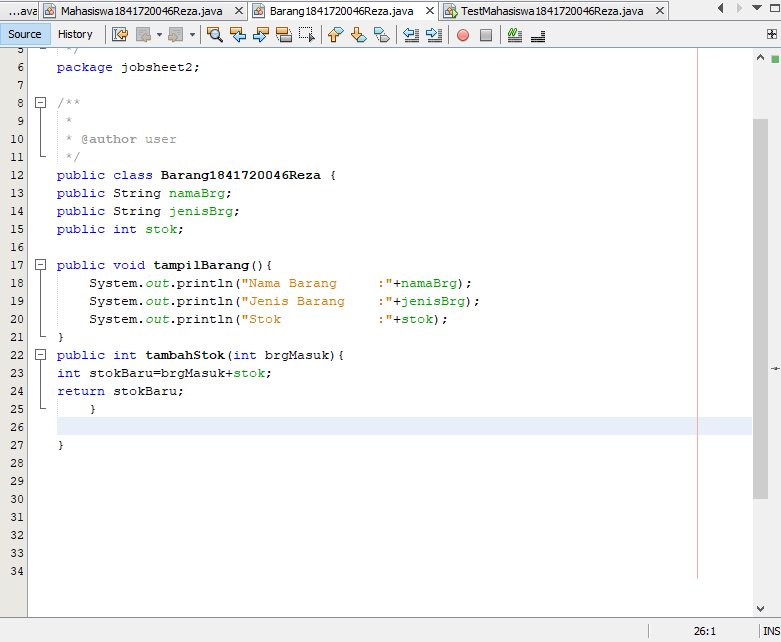 ...ava Mahasiswa1841720046Reza.java Barang1841720046Reza.java TestMahasiswa1841720046Reza.java
Source History
5 */
6 package jobsheet2;
7
8 /**
9 *
10 * @author user
11 */
12 public class Barang1841720046Reza {
13 public String namaBrg;
14 public String jenisBrg;
15 public int stok;
16
17 public void tampilBarang(){
18 System.out.println("Nama Barang     :"+namaBrg);
19 System.out.println("Jenis Barang    :"+jenisBrg);
20 System.out.println("Stok            :"+stok);
21 }
22 public int tambahStok(int brgMasuk){
23 int stokBaru=brgMasuk+stok;
24 return stokBaru;
25 }
26
27 }
28
29
30
31
32
33
34
26:1 INS